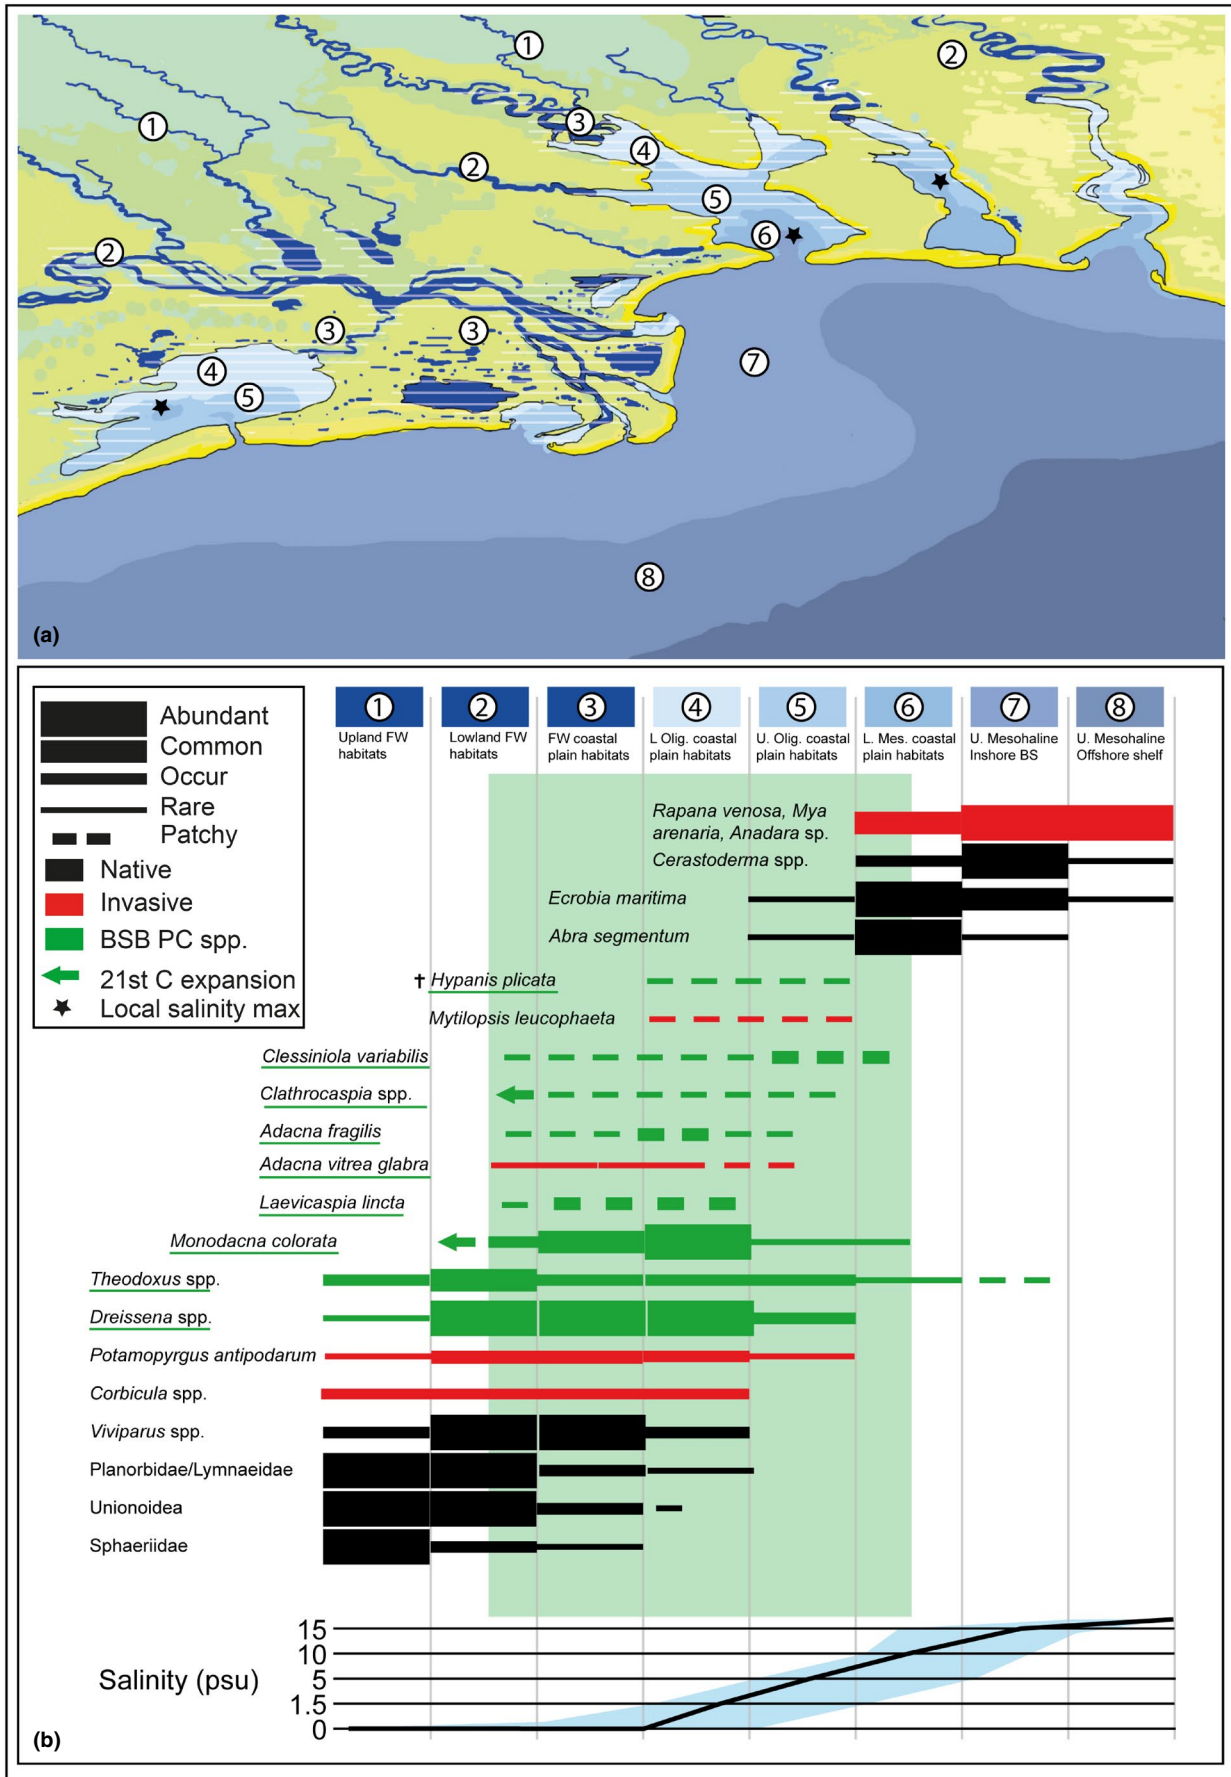 1
2
1
3
4
2
5
1
6
2
3
3
4
5
7
8
(a)
Abundant
Common
Occur
Rare
Patchy
Native
Invasive
BSB PC spp.
21st C expansion
Local salinity max
1
Upland FW
habitats
2
Lowland FW
habitats
3
FW coastal
plain habitats
4
L Olig. coastal
plain habitats
5
U. Olig. coastal
plain habitats
6
L. Mes. coastal
plain habitats
7
U. Mesohaline
Inshore BS
8
U. Mesohaline
Offshore shelf
Rapana venosa, Mya
arenaria, Anadara sp.
Cerastoderma spp.
Ecrobia maritima
Abra segmentum
✝ Hypanis plicata
Mytilopsis leucophaeta
Clessiniola variabilis
Clathrocaspia spp.
Adacna fragilis
Adacna vitrea glabra
Laevicaspia lincta
Monodacna colorata
Theodoxus spp.
Dreissena spp.
Potamopyrgus antipodarum
Corbicula spp.
Viviparus spp.
Planorbidae/Lymnaeidae
Unionoidea
Sphaeriidae
Salinity (psu)
15
10
5
1.5
0
(b)